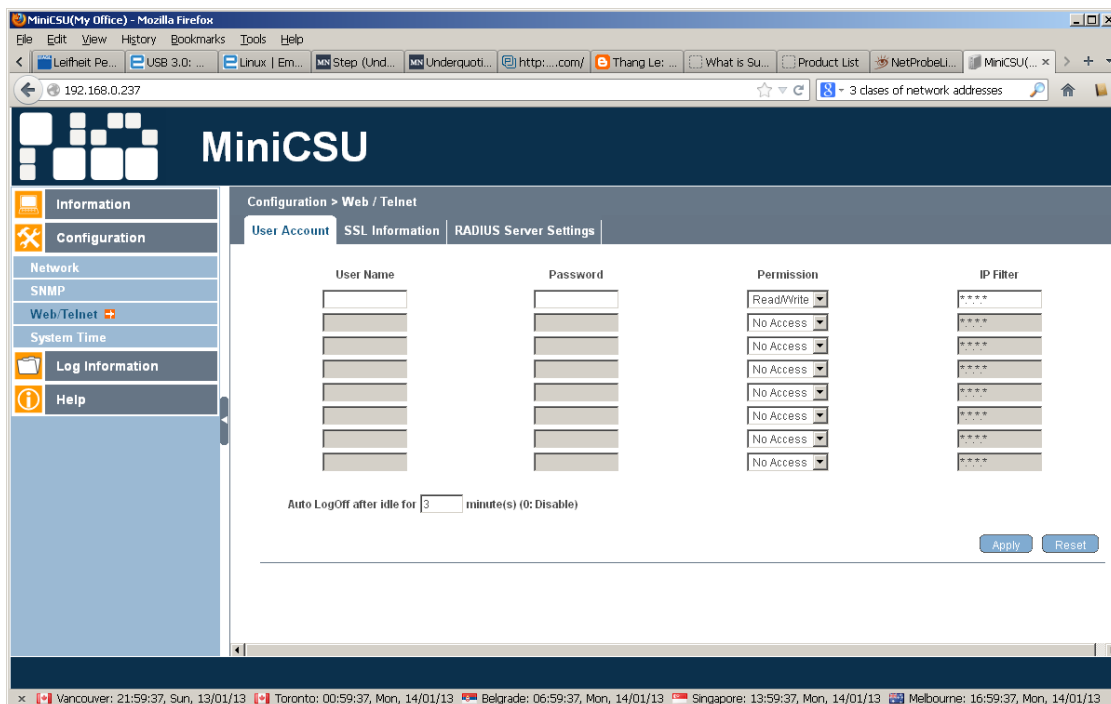 MiniCSU(My Office) - Mozilla Firefox
File Edit View History Bookmarks Tools Help
Leifheit Pe... USB 3.0: ... Linux | Em... MN Step (Und... MN Underquoti... http:....com/ Thang Le: ... What is Su... Product List NetProbeLi... MiniCSU(... ×
192.168.0.237 8 3 clases of network addresses
MiniCSU
Information
Configuration
Network
SNMP
Web/Telnet
System Time
Log Information
Help
Configuration > Web / Telnet
User Account SSL Information RADIUS Server Settings
User Name Password Permission IP Filter
Read/Write *.*.*.*
No Access *.*.*.*
No Access *.*.*.*
No Access *.*.*.*
No Access *.*.*.*
No Access *.*.*.*
No Access *.*.*.*
No Access *.*.*.*
Auto LogOff after idle for 3 minute(s) (0: Disable)
Apply Reset
× Vancouver: 21:59:37, Sun, 13/01/13 Toronto: 00:59:37, Mon, 14/01/13 Belgrade: 06:59:37, Mon, 14/01/13 Singapore: 13:59:37, Mon, 14/01/13 Melbourne: 16:59:37, Mon, 14/01/13